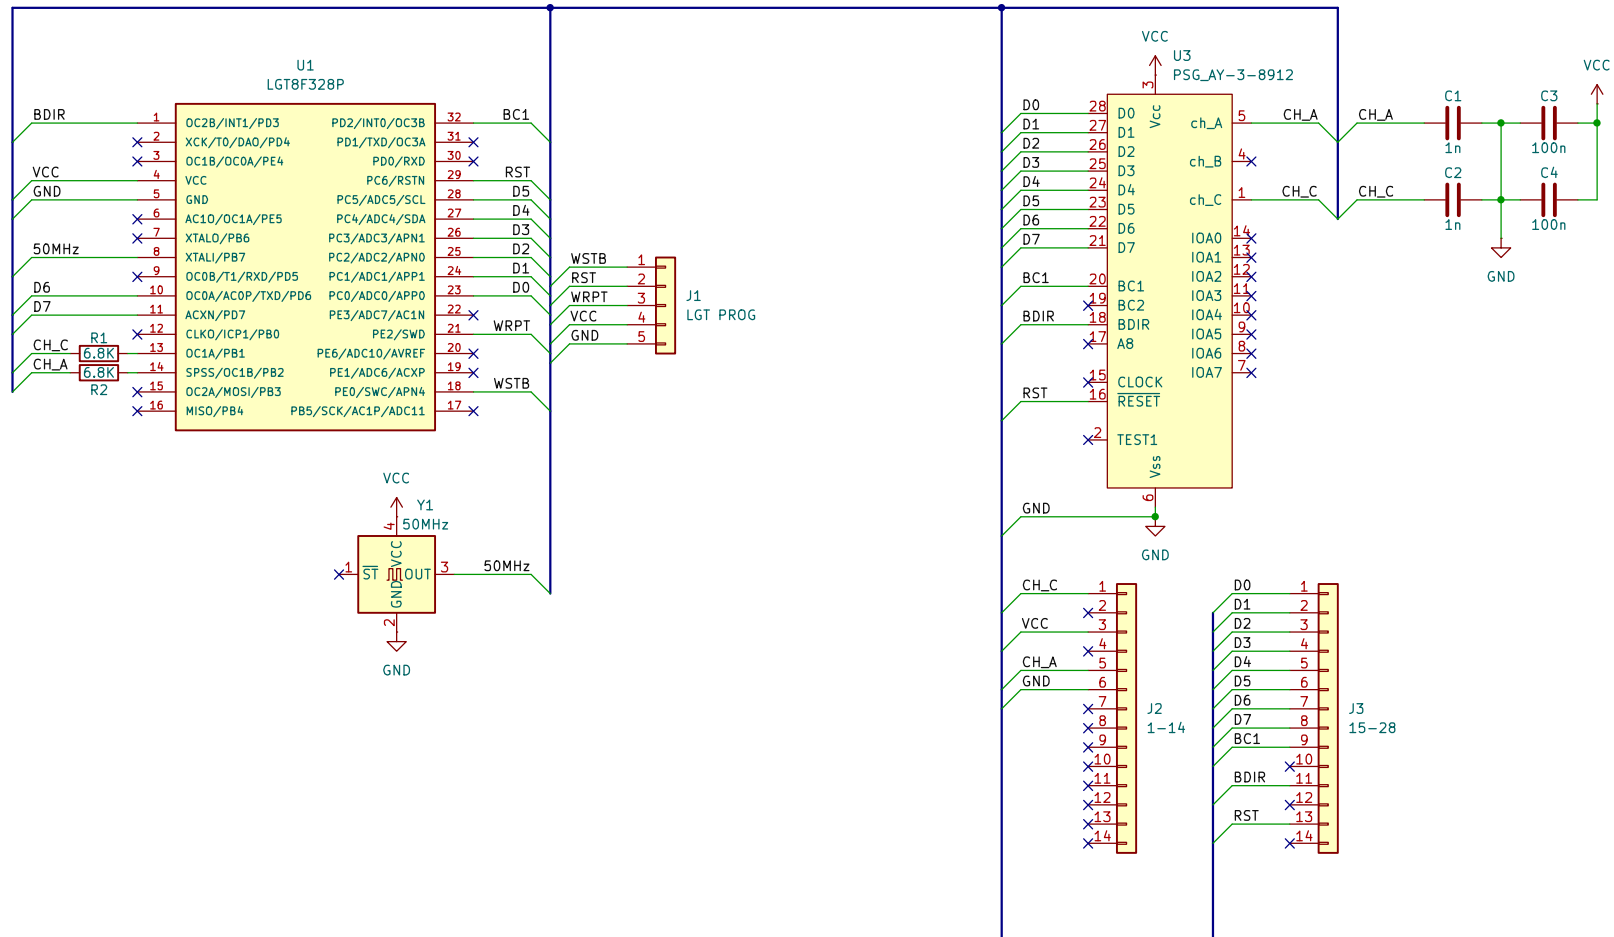 U1
LGT8F328P
BDIR 1 OC2B/INT1/PD3 PD2/INT0/OC3B 32 BC1
2 XCK/T0/DAO/PD4 PD1/TXD/OC3A 31
3 OC1B/OC0A/PE4 PD0/RXD 30
VCC 4 VCC PC6/RSTN 29 RST
GND 5 GND PC5/ADC5/SCL 28 D5
6 AC1O/OC1A/PE5 PC4/ADC4/SDA 27 D4
7 XTALO/PB6 PC3/ADC3/APN1 26 D3
50MHz 8 XTALI/PB7 PC2/ADC2/APN0 25 D2
9 OC0B/T1/RXD/PD5 PC1/ADC1/APP1 24 D1
D6 10 OC0A/AC0P/TXD/PD6 PC0/ADC0/APP0 23 D0
D7 11 ACXN/PD7 PE3/ADC7/AC1N 22
12 CLKO/ICP1/PB0 PE2/SWD 21 WRPT
R1
CH_C 6.8K 13 OC1A/PB1 PE6/ADC10/AVREF 20
CH_A 6.8K 14 SPSS/OC1B/PB2 PE1/ADC6/ACXP 19
R2
15 OC2A/MOSI/PB3 PE0/SWC/APN4 18 WSTB
16 MISO/PB4 PB5/SCK/AC1P/ADC11 17
WSTB 1
RST 2
WRPT 3
VCC 4
GND 5
J1
LGT PROG
VCC
Y1
50MHz
4
VCC
1 ST OUT 3 50MHz
GND
2
GND
VCC
U3
PSG_AY-3-8912
3
Vcc
D0 28 D0
D1 27 D1
D2 26 D2
D3 25 D3
D4 24 D4
D5 23 D5
D6 22 D6
D7 21 D7
BC1 20 BC1
19 BC2
BDIR 18 BDIR
17 A8
15 CLOCK
RST 16 RESET
2 TEST1
ch_A 5 CH_A
ch_B 4
ch_C 1 CH_C
IOA0 14
IOA1 13
IOA2 12
IOA3 11
IOA4 10
IOA5 9
IOA6 8
IOA7 7
Vss
6
GND
GND
VCC
CH_A C1 1n
C3 100n
CH_C C2 1n
C4 100n
GND
CH_C 1
2
VCC 3
4
CH_A 5
GND 6
7
8
9
10
11
12
13
14
J2
1-14
D0 1
D1 2
D2 3
D3 4
D4 5
D5 6
D6 7
D7 8
BC1 9
10
BDIR 11
12
RST 13
14
J3
15-28